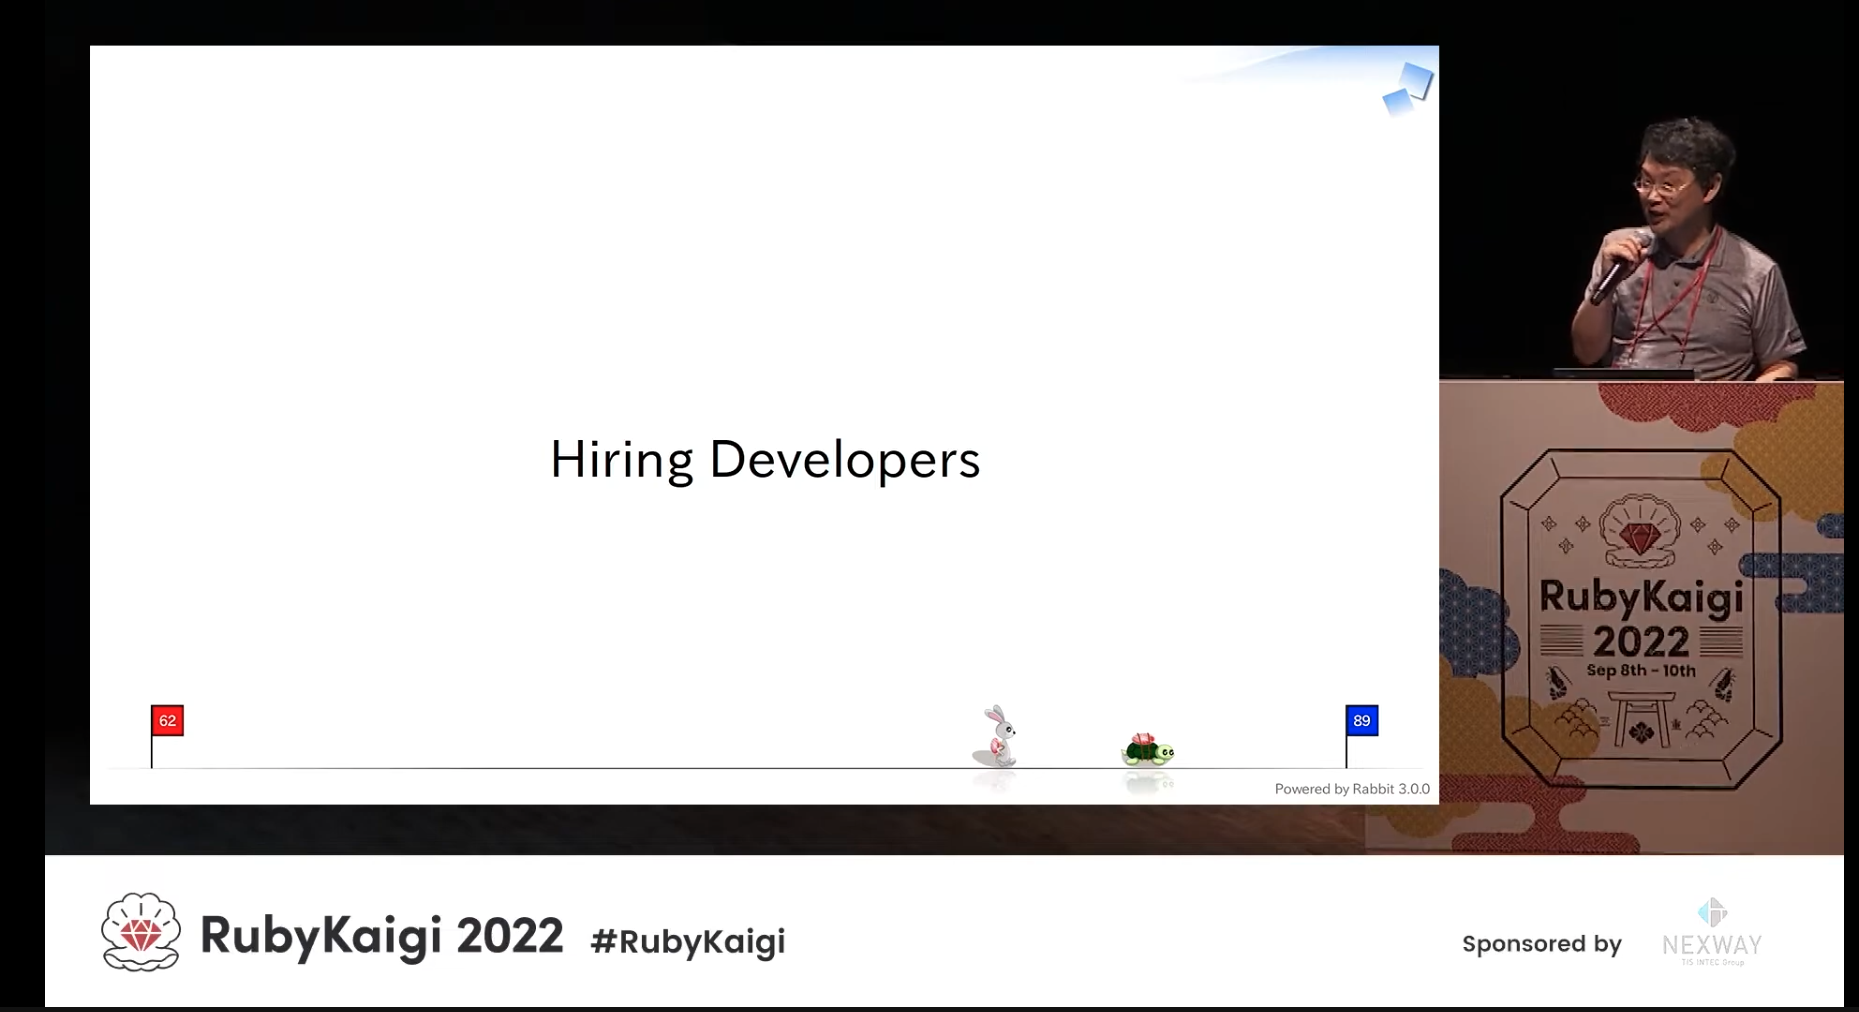 Hiring Developers
62
89
Powered by Rabbit 3.0.0
RubyKaigi
2022
Sep 8th - 10th
RubyKaigi 2022 #RubyKaigi
Sponsored by
NEXWAY
TIS INTEC Group